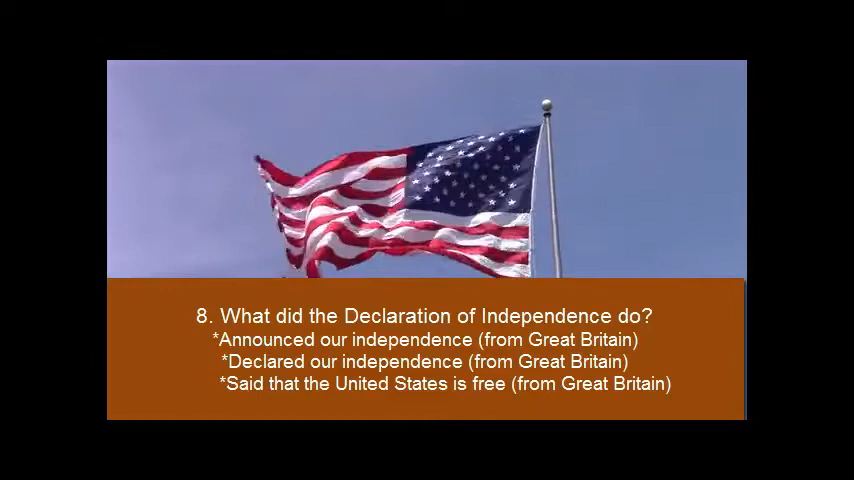 8. What did the Declaration of Independence do?
*Announced our independence (from Great Britain)
*Declared our independence (from Great Britain)
*Said that the United States is free (from Great Britain)